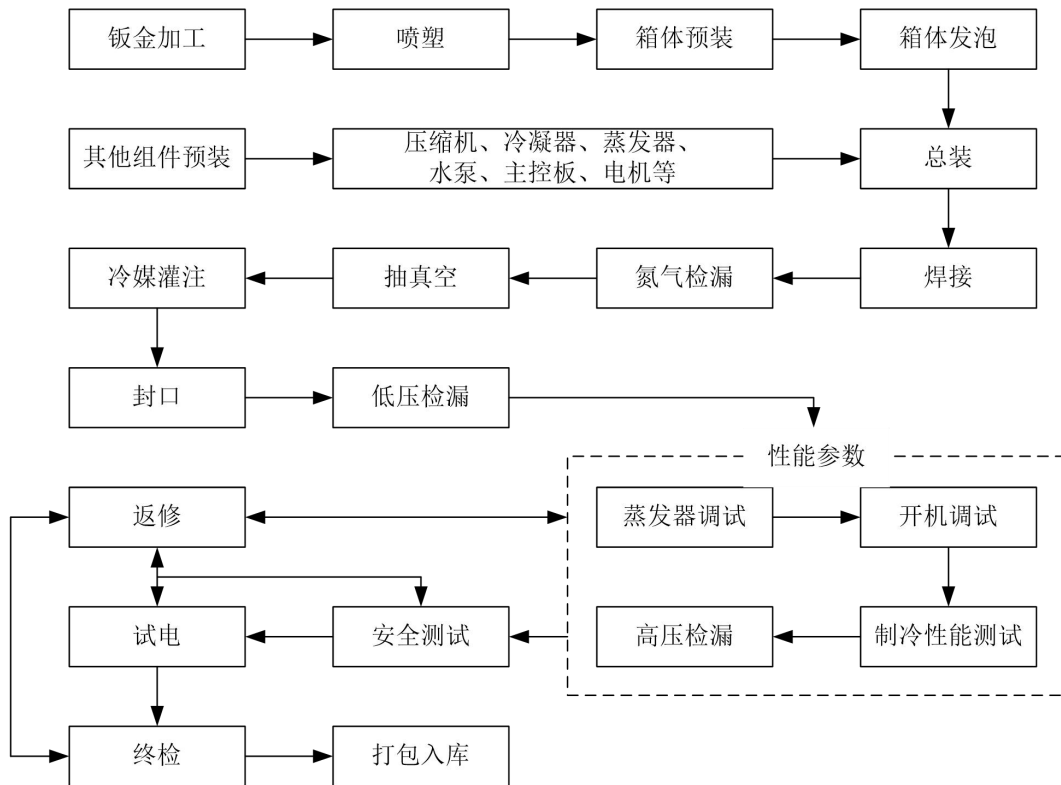 钣金加工
喷塑
箱体预装
箱体发泡
其他组件预装
压缩机、冷凝器、蒸发器、
水泵、主控板、电机等
总装
冷媒灌注
抽真空
氮气检漏
焊接
封口
低压检漏
性能参数
返修
蒸发器调试
开机调试
试电
安全测试
高压检漏
制冷性能测试
终检
打包入库